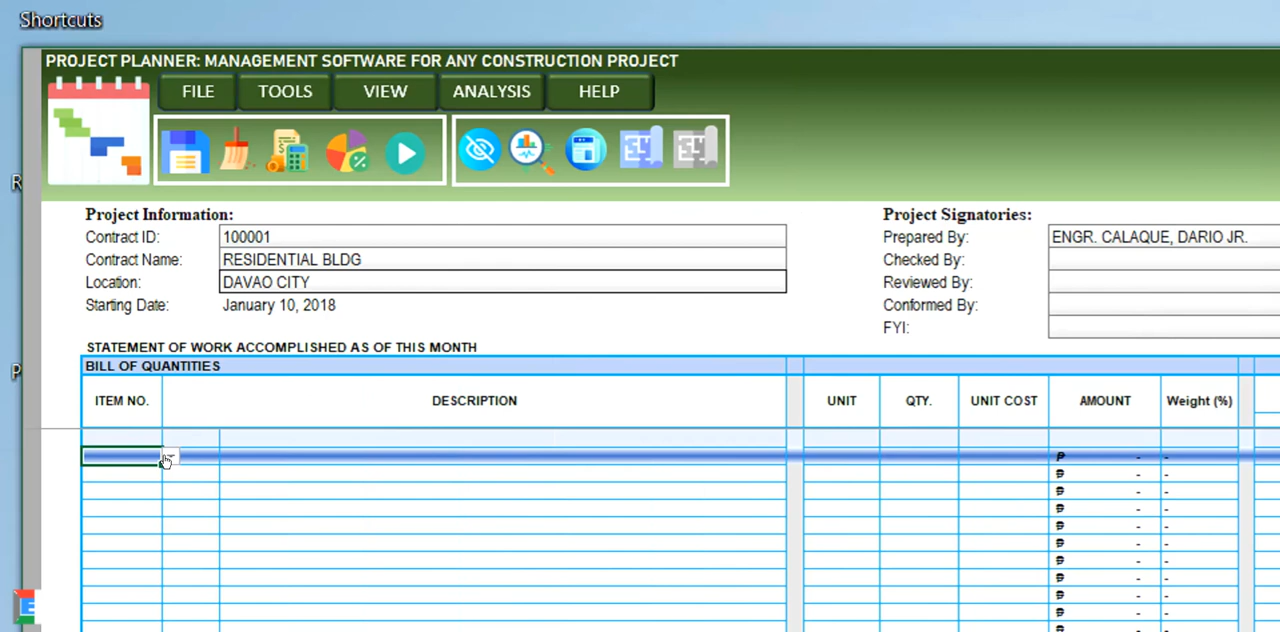 Shortcuts
PROJECT PLANNER: MANAGEMENT SOFTWARE FOR ANY CONSTRUCTION PROJECT
FILE TOOLS VIEW ANALYSIS HELP
Project Information:
Contract ID: 100001
Contract Name: RESIDENTIAL BLDG
Location: DAVAO CITY
Starting Date: January 10, 2018
Project Signatories:
Prepared By: ENGR. CALAQUE, DARIO JR.
Checked By:
Reviewed By:
Conformed By:
FYI:
STATEMENT OF WORK ACCOMPLISHED AS OF THIS MONTH
BILL OF QUANTITIES
ITEM NO. DESCRIPTION UNIT QTY. UNIT COST AMOUNT Weight (%)
₱ - -
₱ - -
₱ - -
₱ - -
₱ - -
₱ - -
₱ - -
₱ - -
₱ - -
₱ - -
₱ - -